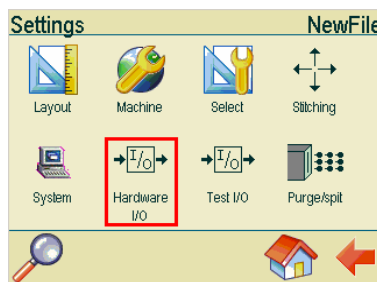 Settings NewFile
Layout Machine Select Stitching
System Hardware I/O Test I/O Purge/spit